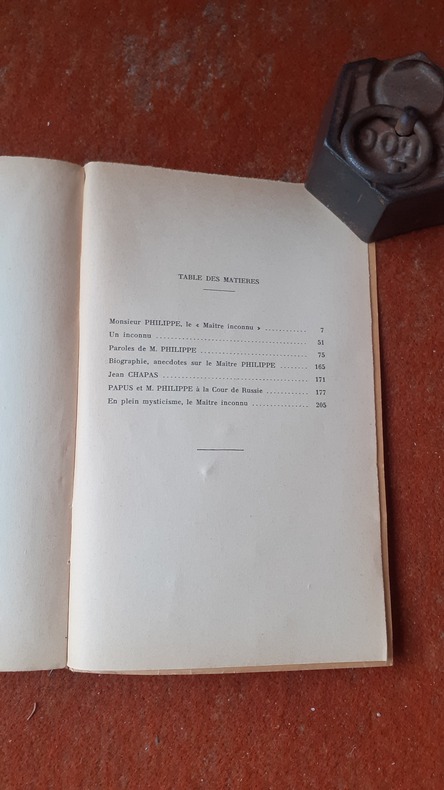 TABLE DES MATIERES
Monsieur PHILIPPE, le « Maître inconnu » ............ 7
Un inconnu ............ 51
Paroles de M. PHILIPPE ............ 75
Biographie, anecdotes sur le Maître PHILIPPE ........ 165
Jean CHAPAS ............ 171
PAPUS et M. PHILIPPE à la Cour de Russie ............ 177
En plein mysticisme, le Maître inconnu ............ 205